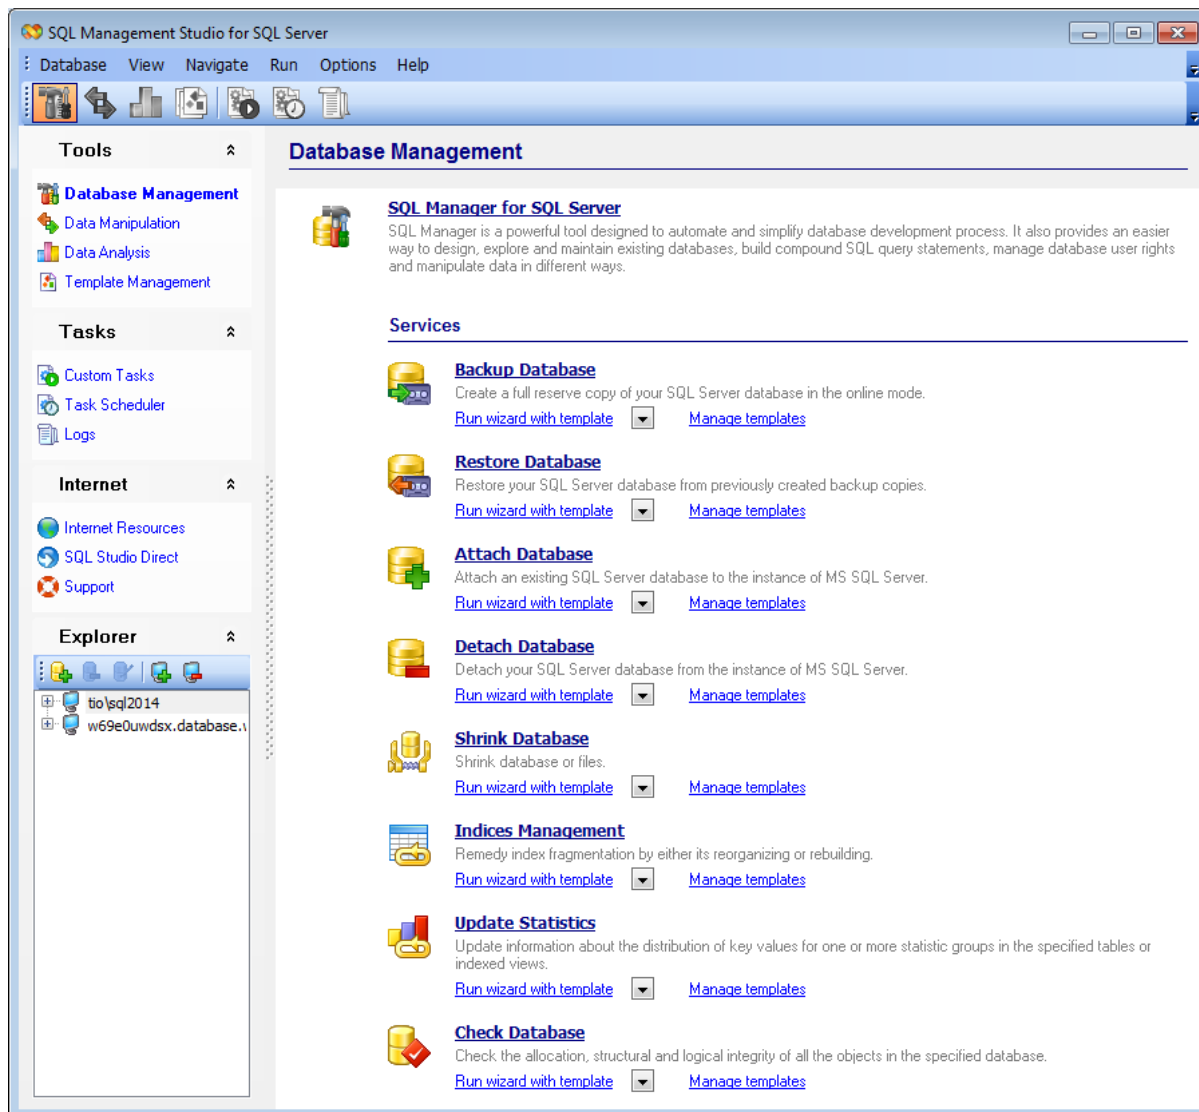 SQL Management Studio for SQL Server
Database View Navigate Run Options Help
Tools
Database Management
Data Manipulation
Data Analysis
Template Management
Tasks
Custom Tasks
Task Scheduler
Logs
Internet
Internet Resources
SQL Studio Direct
Support
Explorer
tio\sql2014
w69e0uwdsx.database.
Database Management
SQL Manager for SQL Server
SQL Manager is a powerful tool designed to automate and simplify database development process. It also provides an easier
way to design, explore and maintain existing databases, build compound SQL query statements, manage database user rights
and manipulate data in different ways.
Services
Backup Database
Create a full reserve copy of your SQL Server database in the online mode.
Run wizard with template Manage templates
Restore Database
Restore your SQL Server database from previously created backup copies.
Run wizard with template Manage templates
Attach Database
Attach an existing SQL Server database to the instance of MS SQL Server.
Run wizard with template Manage templates
Detach Database
Detach your SQL Server database from the instance of MS SQL Server.
Run wizard with template Manage templates
Shrink Database
Shrink database or files.
Run wizard with template Manage templates
Indices Management
Remedy index fragmentation by either its reorganizing or rebuilding.
Run wizard with template Manage templates
Update Statistics
Update information about the distribution of key values for one or more statistic groups in the specified tables or
indexed views.
Run wizard with template Manage templates
Check Database
Check the allocation, structural and logical integrity of all the objects in the specified database.
Run wizard with template Manage templates